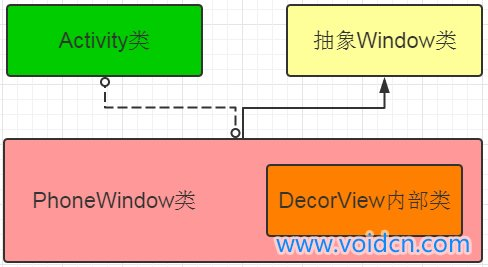 Activity类
抽象Window类
PhoneWindow类
DecorView内部类
www.voidcn.com